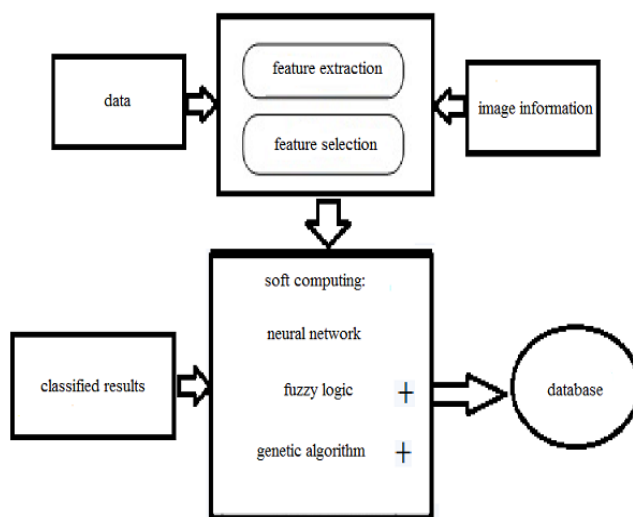 feature extraction
data
image information
feature selection
soft computing:
neural network
classified results
fuzzy logic +
database
genetic algorithm +